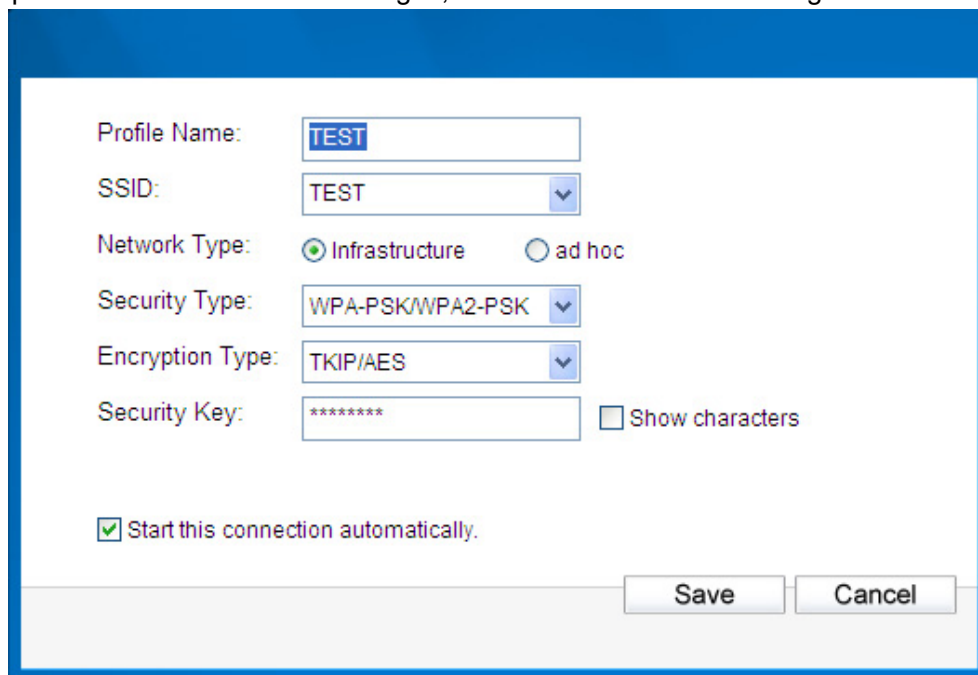 Profile Name: TEST
SSID: TEST
Network Type: Infrastructure ad hoc
Security Type: WPA-PSK/WPA2-PSK
Encryption Type: TKIP/AES
Security Key: ******** Show characters
Start this connection automatically.
Save Cancel